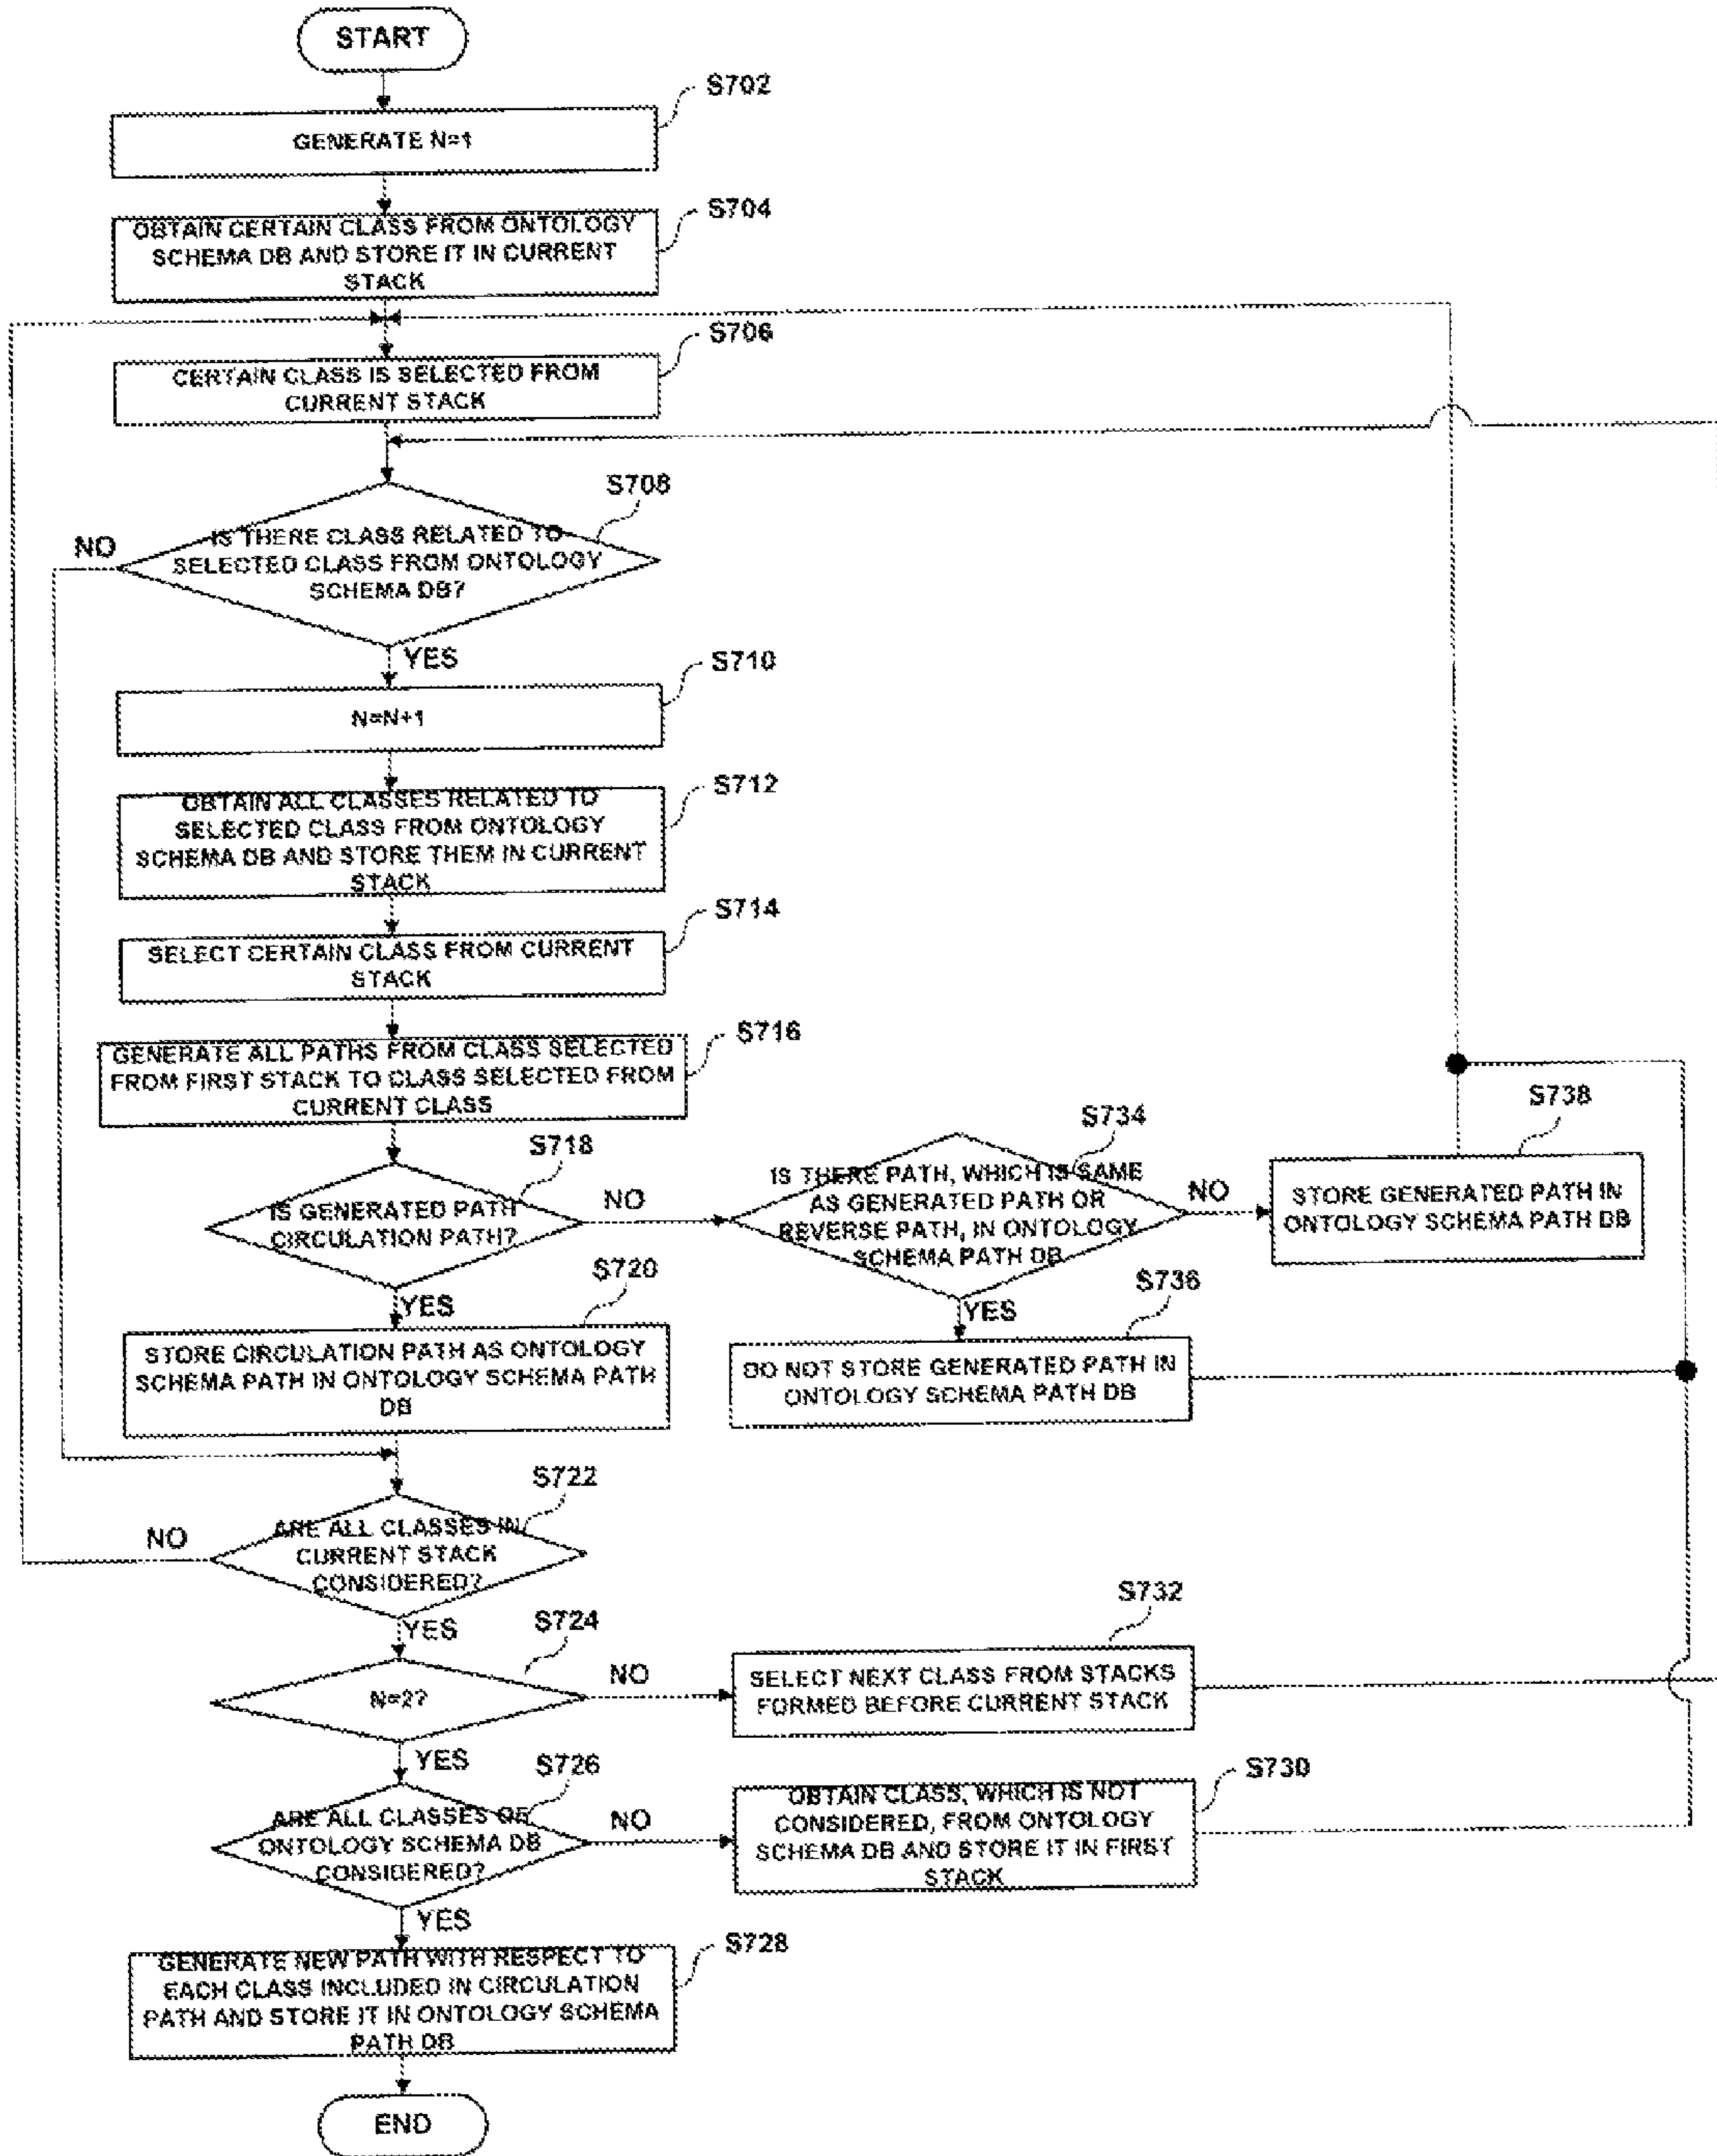 START
S702
GENERATE N=1
S704
OBTAIN CERTAIN CLASS FROM ONTOLOGY
SCHEMA DB AND STORE IT IN CURRENT
STACK
S706
CERTAIN CLASS IS SELECTED FROM
CURRENT STACK
S708
IS THERE CLASS RELATED TO
SELECTED CLASS FROM ONTOLOGY
SCHEMA DB?
NO
YES
S710
N=N+1
S712
OBTAIN ALL CLASSES RELATED TO
SELECTED CLASS FROM ONTOLOGY
SCHEMA DB AND STORE THEM IN CURRENT
STACK
S714
SELECT CERTAIN CLASS FROM CURRENT
STACK
S716
GENERATE ALL PATHS FROM CLASS SELECTED
FROM FIRST STACK TO CLASS SELECTED FROM
CURRENT CLASS
S718
IS GENERATED PATH
CIRCULATION PATH?
NO
YES
S734
IS THERE PATH, WHICH IS SAME
AS GENERATED PATH OR
REVERSE PATH, IN ONTOLOGY
SCHEMA PATH DB
NO
YES
S738
STORE GENERATED PATH IN
ONTOLOGY SCHEMA PATH DB
S720
STORE CIRCULATION PATH AS ONTOLOGY
SCHEMA PATH IN ONTOLOGY SCHEMA PATH
DB
S736
DO NOT STORE GENERATED PATH IN
ONTOLOGY SCHEMA PATH DB
S722
ARE ALL CLASSES IN
CURRENT STACK
CONSIDERED?
NO
YES
S724
N=2?
NO
YES
S732
SELECT NEXT CLASS FROM STACKS
FORMED BEFORE CURRENT STACK
S726
ARE ALL CLASSES OF
ONTOLOGY SCHEMA DB
CONSIDERED?
NO
YES
S730
OBTAIN CLASS, WHICH IS NOT
CONSIDERED, FROM ONTOLOGY
SCHEMA DB AND STORE IT IN FIRST
STACK
S728
GENERATE NEW PATH WITH RESPECT TO
EACH CLASS INCLUDED IN CIRCULATION
PATH AND STORE IT IN ONTOLOGY SCHEMA
PATH DB
END